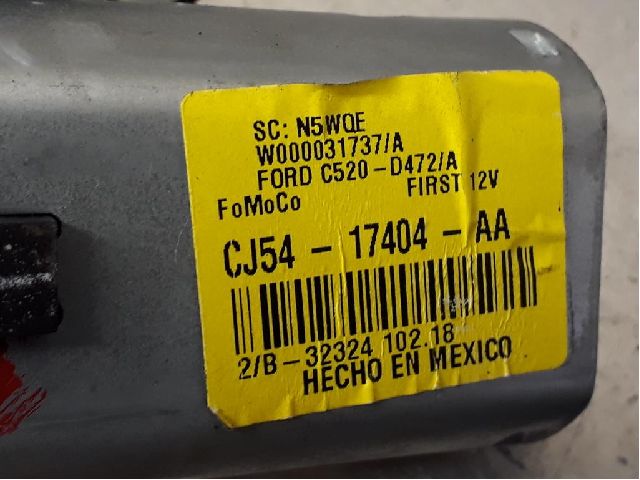 SC: N5WQE
W000031737/A
FORD C520-D472/A
FIRST 12V
FoMoCo
CJ54 - 17404 - AA
2/B-32324 102.18
HECHO EN MEXICO